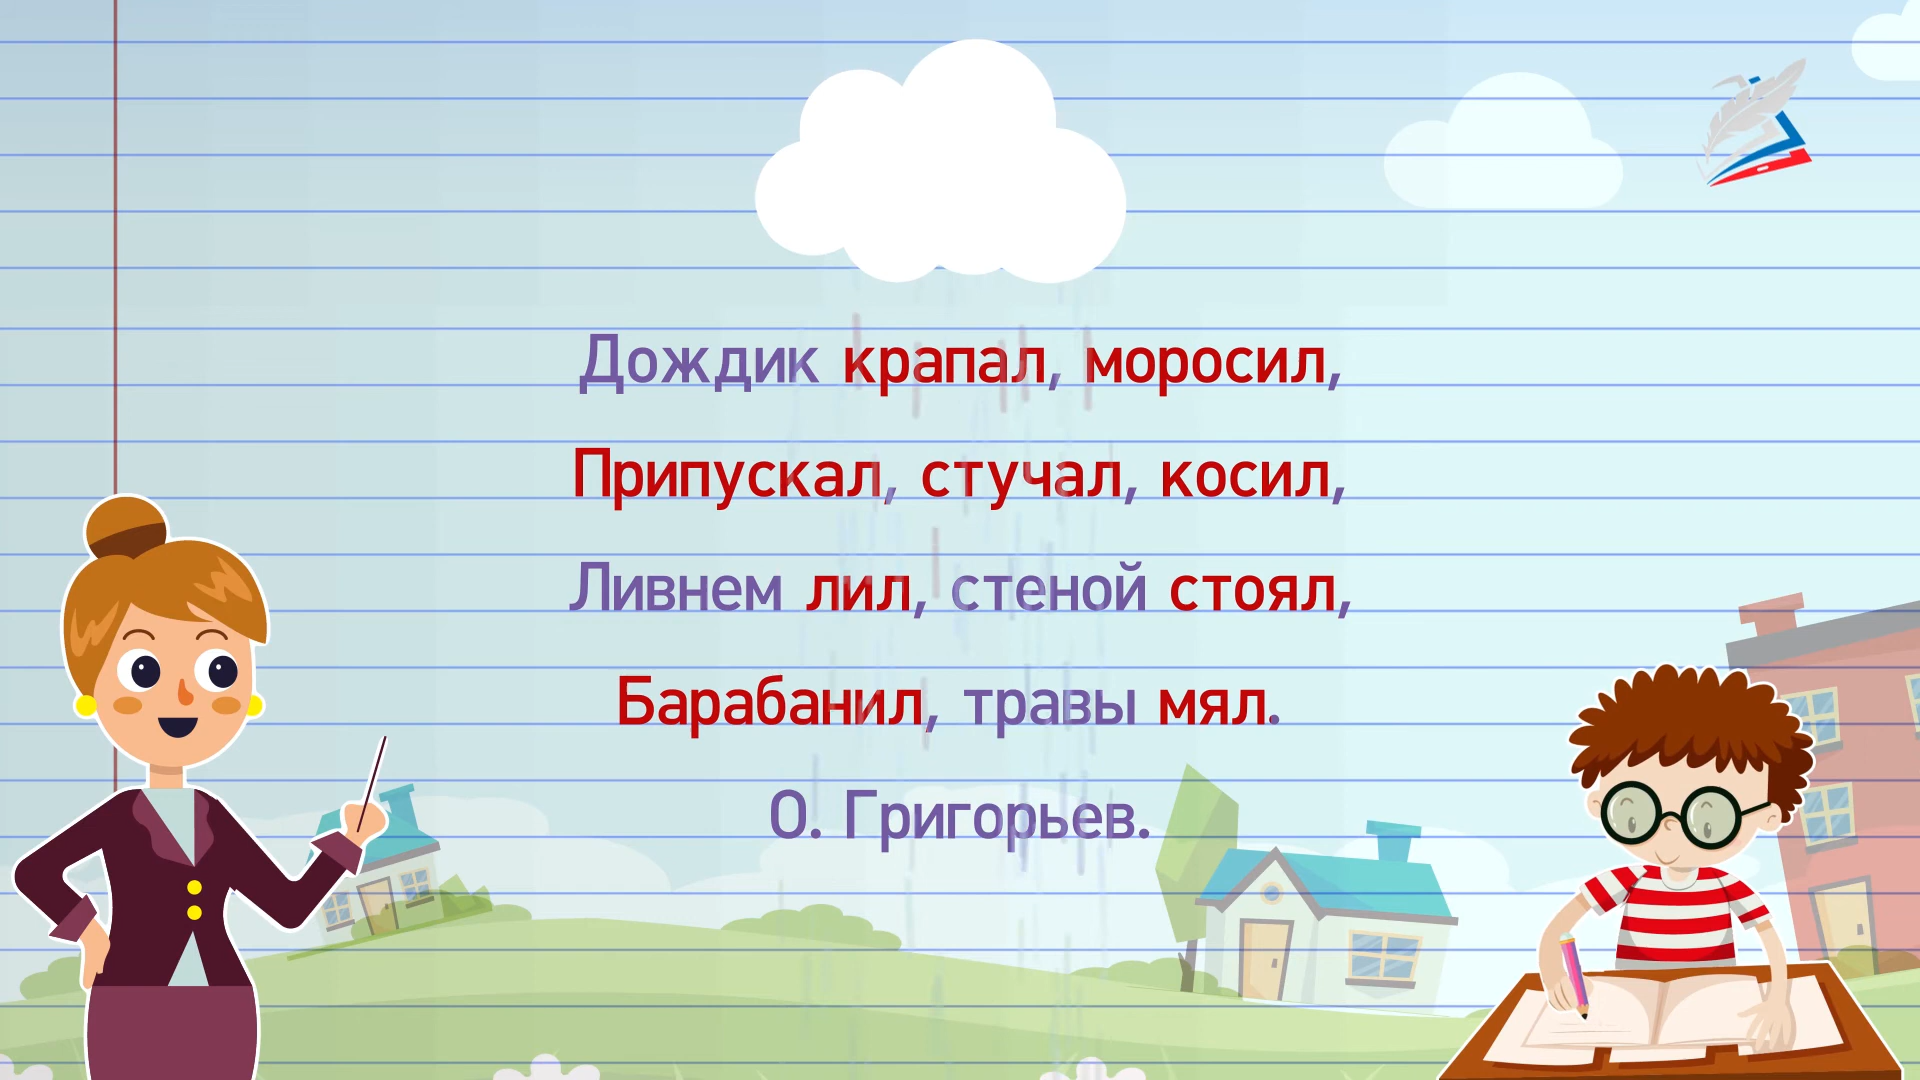 Дождик крапал, моросил,
Припускал, стучал, косил,
Ливнем лил, стеной стоял,
Барабанил, травы мял.
О. Григорьев.